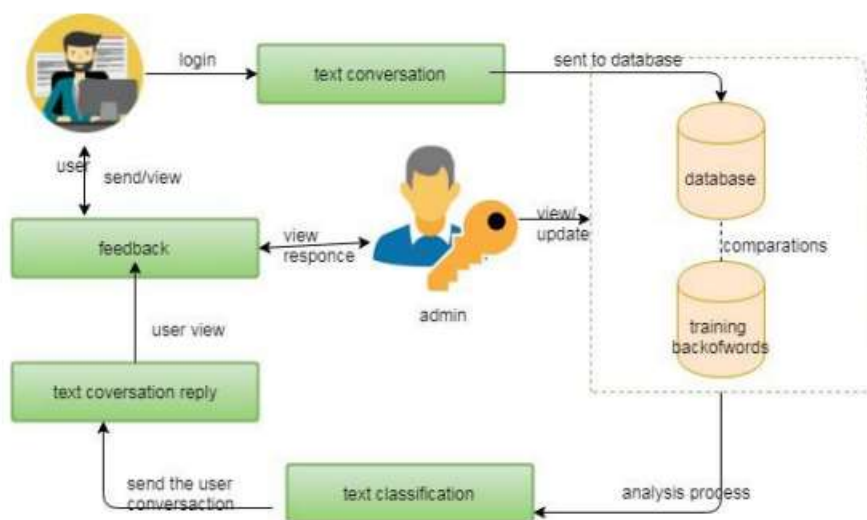 login
text conversation
sent to database
user
send/view
database
feedback
view
responce
view/
update
comparations
admin
user view
training
backofwords
text coversation reply
send the user
conversaction
text classification
analysis process